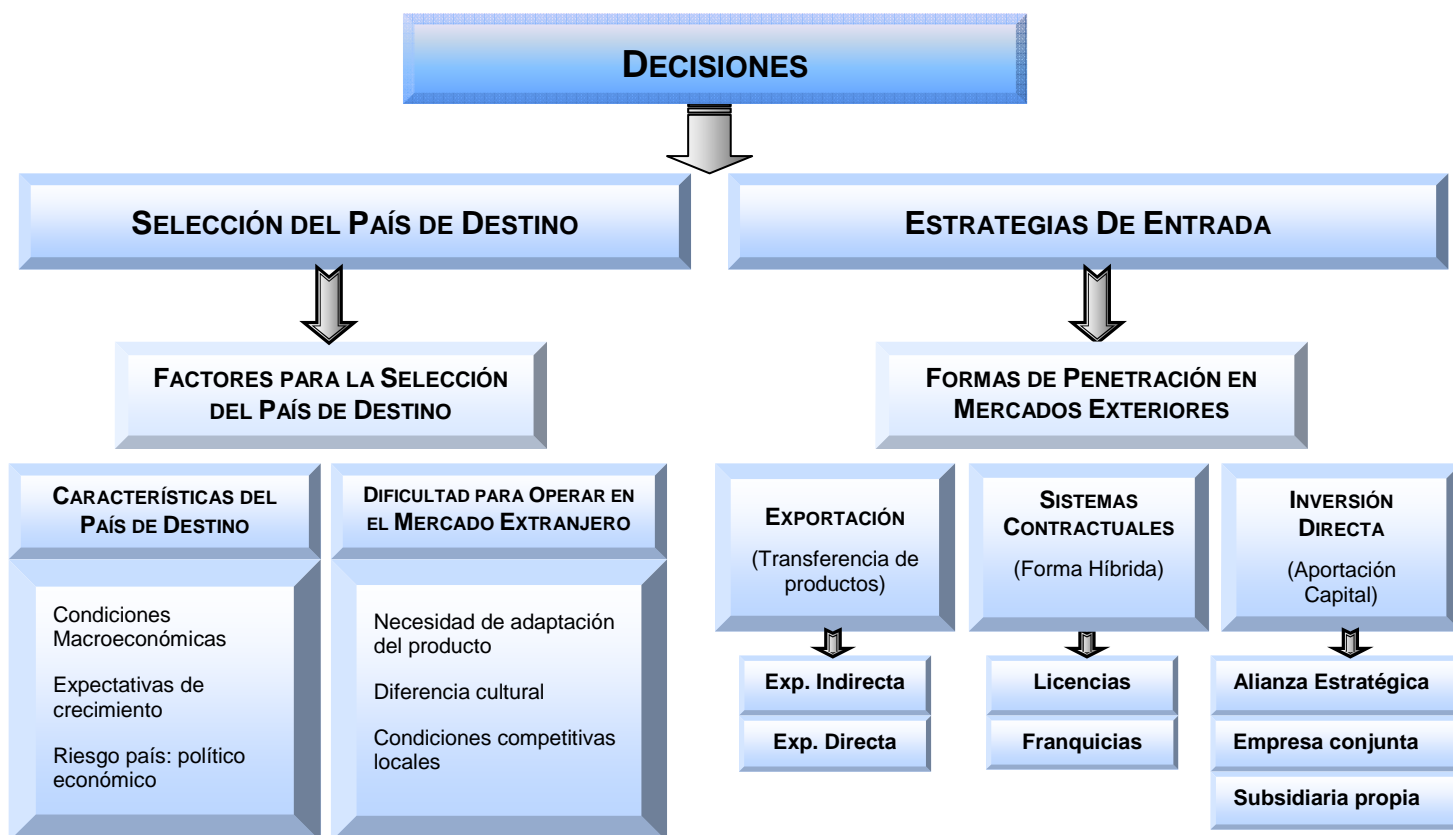 DECISIONES
SELECCIÓN DEL PAÍS DE DESTINO
ESTRATEGIAS DE ENTRADA
FACTORES PARA LA SELECCIÓN
DEL PAÍS DE DESTINO
FORMAS DE PENETRACIÓN EN
MERCADOS EXTERIORES
CARACTERÍSTICAS DEL
PAÍS DE DESTINO
DIFICULTAD PARA OPERAR EN
EL MERCADO EXTRANJERO
Condiciones
Macroeconómicas
Expectativas de
crecimiento
Riesgo país: político
económico
Necesidad de adaptación
del producto
Diferencia cultural
Condiciones competitivas
locales
EXPORTACIÓN
(Transferencia de
productos)
Exp. Indirecta
Exp. Directa
SISTEMAS
CONTRACTUALES
(Forma Híbrida)
Licencias
Franquicias
INVERSIÓN
DIRECTA
(Aportación
Capital)
Alianza Estratégica
Empresa conjunta
Subsidiaria propia